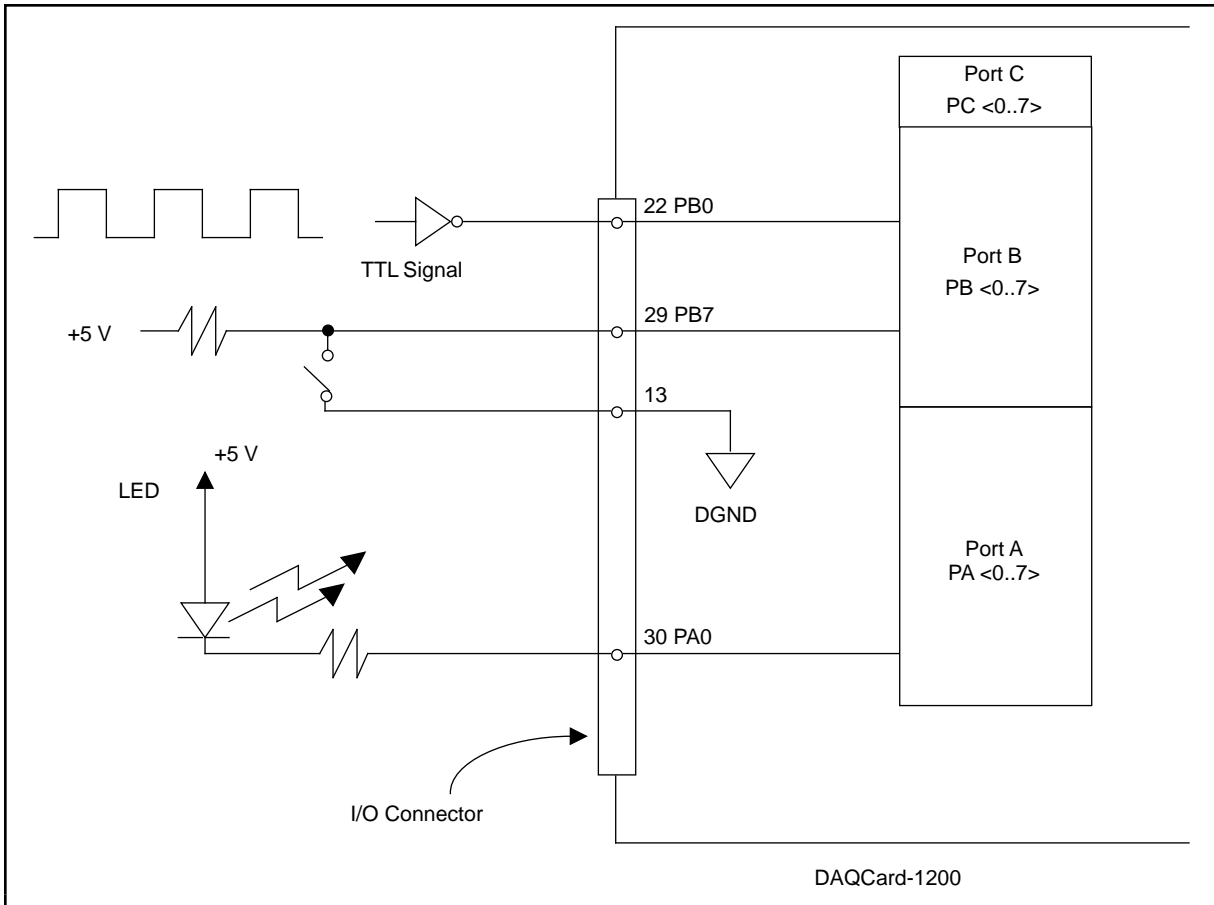 Port C
PC <0..7>
22 PB0
TTL Signal
Port B
PB <0..7>
+5 V
29 PB7
13
+5 V
LED
DGND
Port A
PA <0..7>
30 PA0
I/O Connector
DAQCard-1200